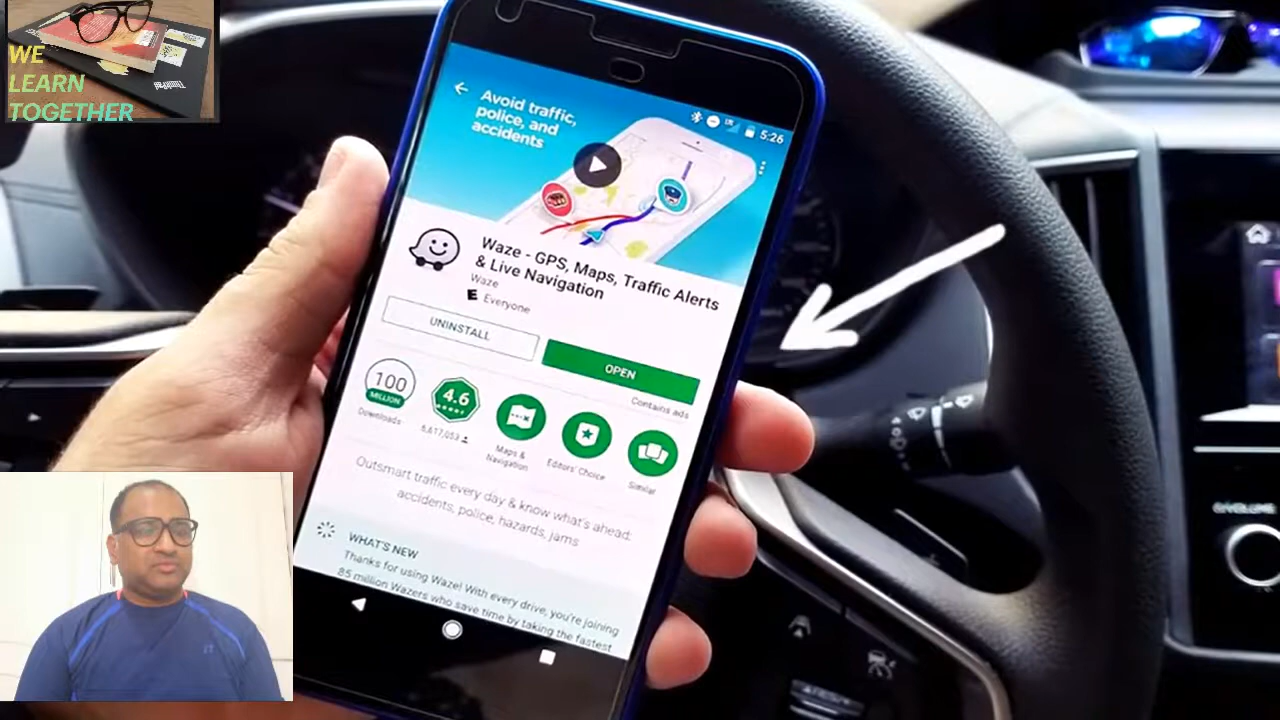 WE
LEARN
TOGETHER
5:26
Avoid traffic,
police, and
accidents
Waze - GPS, Maps, Traffic Alerts
& Live Navigation
Waze
E Everyone
UNINSTALL
OPEN
Contains ads
100
MILLION
Downloads
4.6
6,617,053
Maps &
Navigation
Editors' Choice
Similar
Outsmart traffic every day & know what's ahead:
accidents, police, hazards, jams
WHAT'S NEW
Thanks for using Waze! With every drive, you're joining
85 million Wazers who save time by taking the fastest